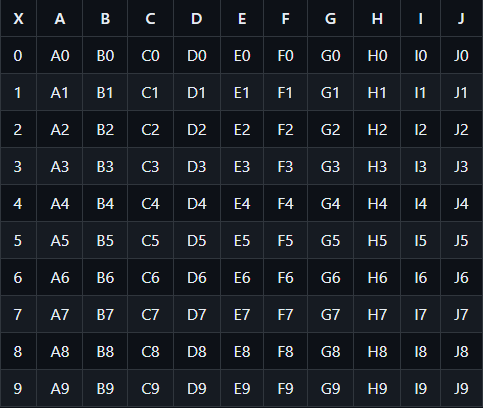 X A B C D E F G H I J
0 A0 B0 C0 D0 E0 F0 G0 H0 I0 J0
1 A1 B1 C1 D1 E1 F1 G1 H1 I1 J1
2 A2 B2 C2 D2 E2 F2 G2 H2 I2 J2
3 A3 B3 C3 D3 E3 F3 G3 H3 I3 J3
4 A4 B4 C4 D4 E4 F4 G4 H4 I4 J4
5 A5 B5 C5 D5 E5 F5 G5 H5 I5 J5
6 A6 B6 C6 D6 E6 F6 G6 H6 I6 J6
7 A7 B7 C7 D7 E7 F7 G7 H7 I7 J7
8 A8 B8 C8 D8 E8 F8 G8 H8 I8 J8
9 A9 B9 C9 D9 E9 F9 G9 H9 I9 J9